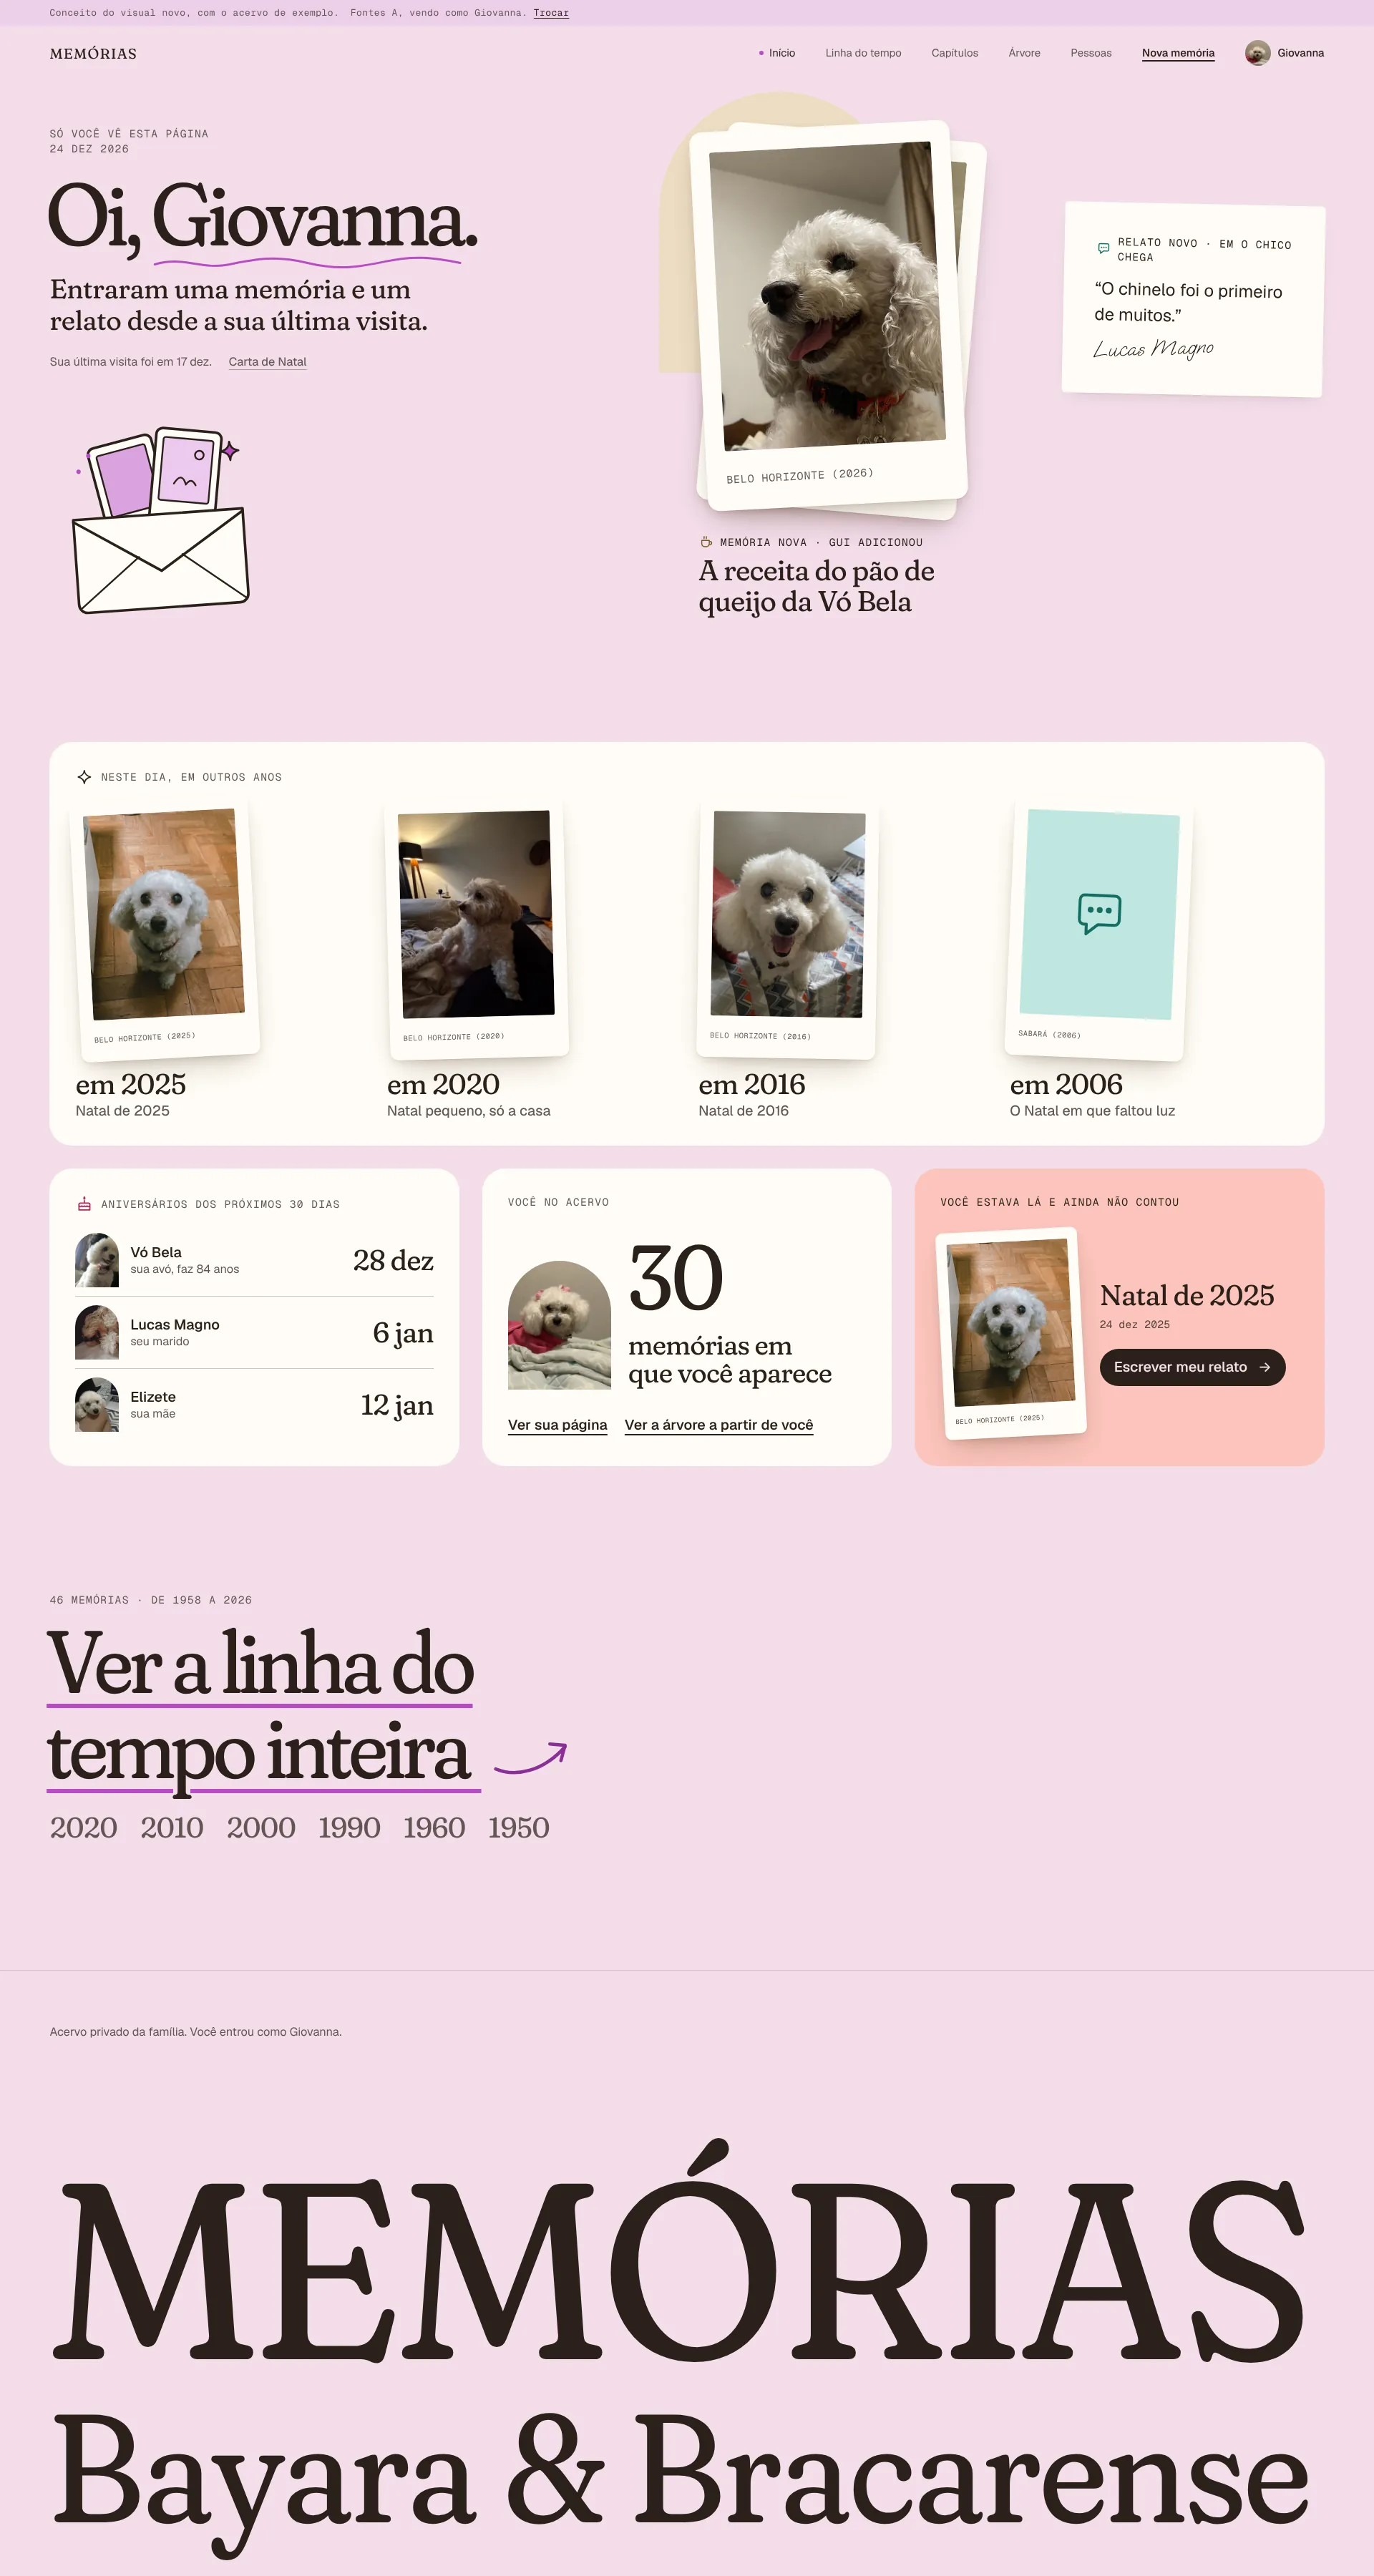 Conceito do visual novo, com o acervo de exemplo. Fontes A, vendo como Giovanna. Trocar
MEMÓRIAS
Início
Linha do tempo
Capítulos
Árvore
Pessoas
Nova memória
Giovanna
SÓ VOCÊ VÊ ESTA PÁGINA
24 DEZ 2026
Oi, Giovanna.
Entraram uma memória e um
relato desde a sua última visita.
Sua última visita foi em 17 dez.
Carta de Natal
BELO HORIZONTE (2026)
MEMÓRIA NOVA · GUI ADICIONOU
A receita do pão de
queijo da Vó Bela
RELATO NOVO · EM O CHICO
CHEGA
“O chinelo foi o primeiro
de muitos.”
Lucas Magno
NESTE DIA, EM OUTROS ANOS
BELO HORIZONTE (2025)
em 2025
Natal de 2025
BELO HORIZONTE (2020)
em 2020
Natal pequeno, só a casa
BELO HORIZONTE (2016)
em 2016
Natal de 2016
SABARÁ (2006)
em 2006
O Natal em que faltou luz
ANIVERSÁRIOS DOS PRÓXIMOS 30 DIAS
Vó Bela
sua avó, faz 84 anos
28 dez
Lucas Magno
seu marido
6 jan
Elizete
sua mãe
12 jan
VOCÊ NO ACERVO
30
memórias em
que você aparece
Ver sua página
Ver a árvore a partir de você
VOCÊ ESTAVA LÁ E AINDA NÃO CONTOU
BELO HORIZONTE (2025)
Natal de 2025
24 dez 2025
Escrever meu relato →
46 MEMÓRIAS · DE 1958 A 2026
Ver a linha do
tempo inteira
2020 2010 2000 1990 1960 1950
Acervo privado da família. Você entrou como Giovanna.
MEMÓRIAS
Bayara & Bracarense